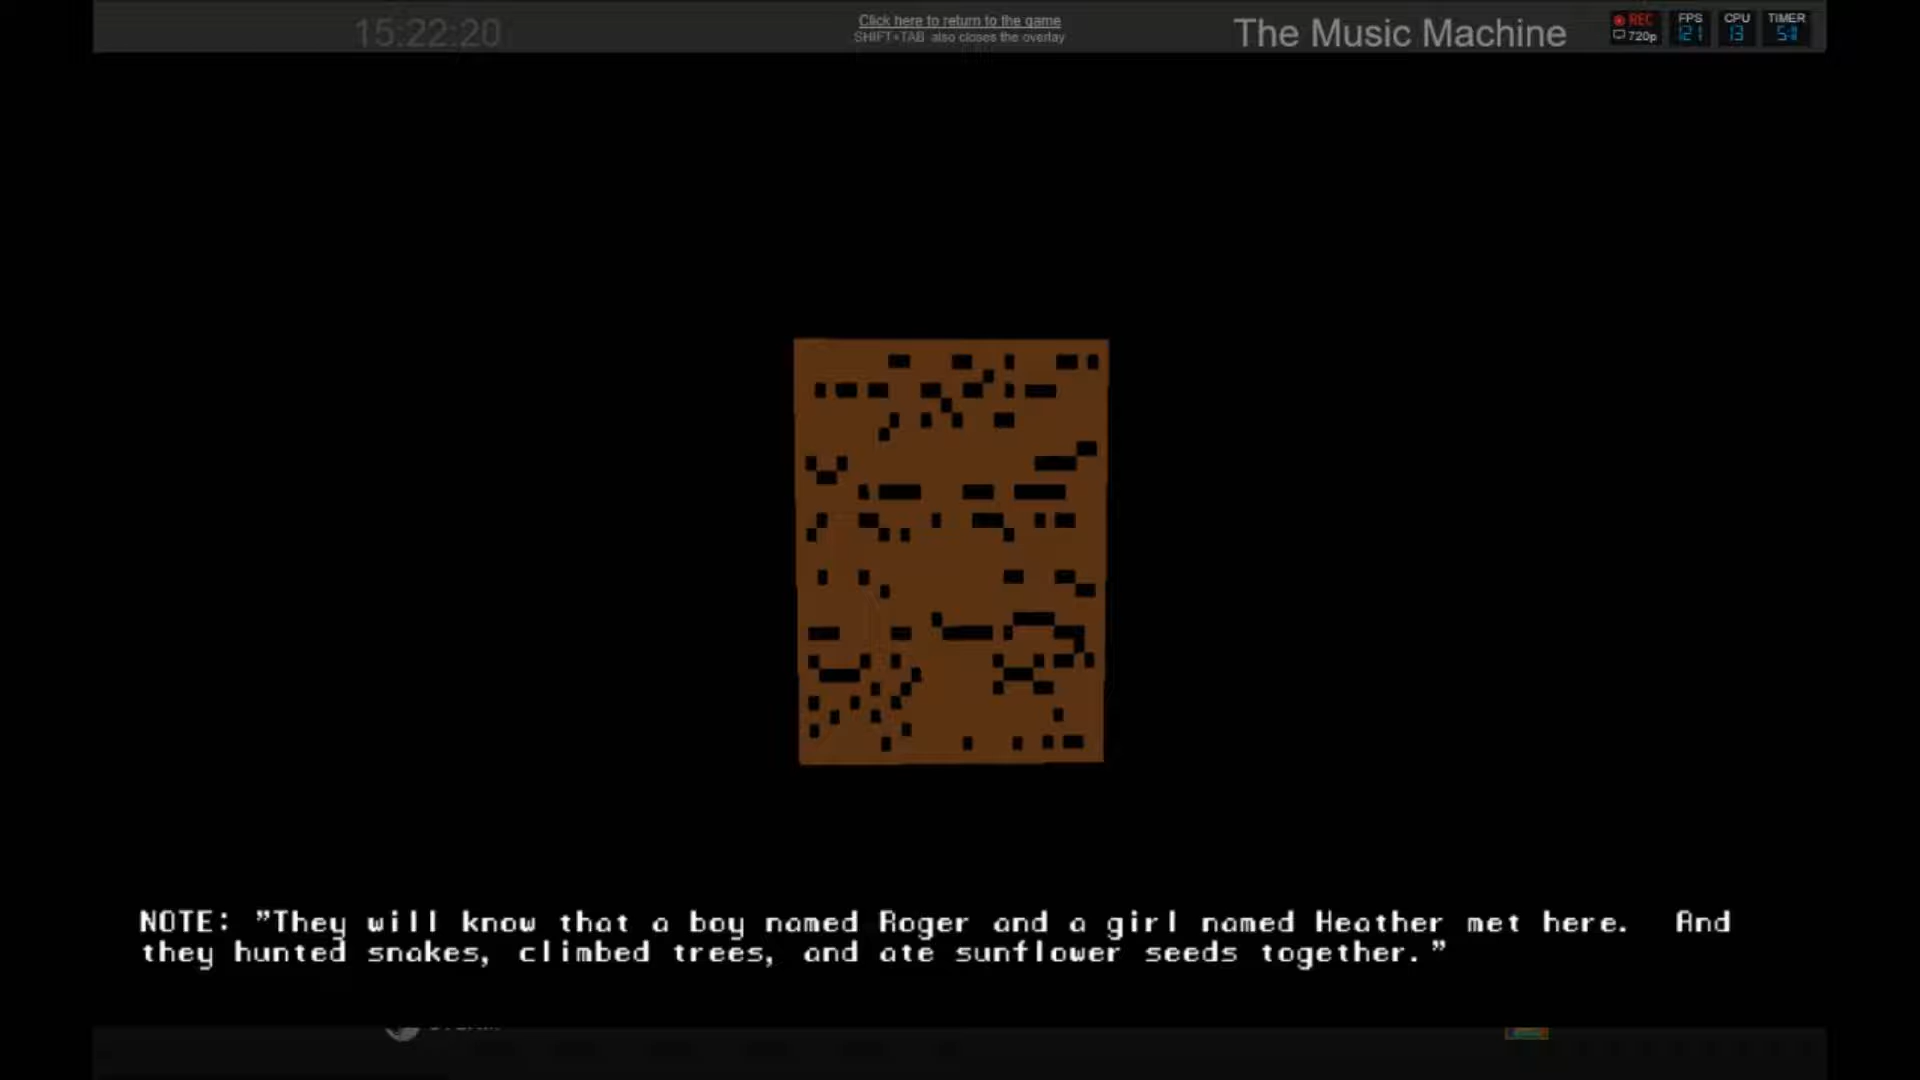 15:22:20
Click here to return to the game
SHIFT+TAB also closes the overlay
The Music Machine
REC
720p
FPS
121
CPU
13
TIMER
NOTE: "They will know that a boy named Roger and a girl named Heather met here. And
they hunted snakes, climbed trees, and ate sunflower seeds together."